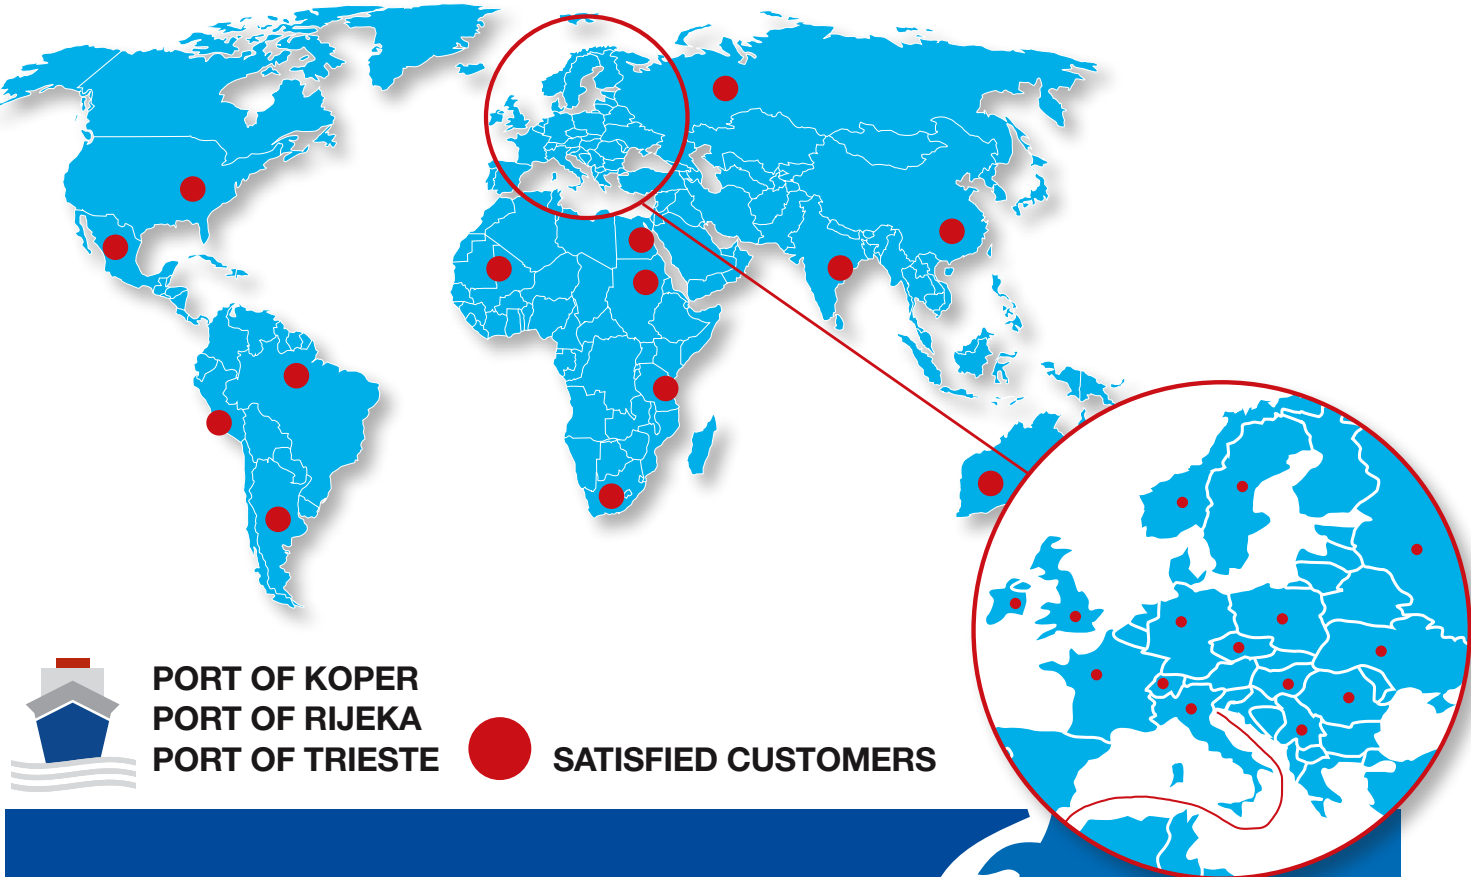 PORT OF KOPER
PORT OF RIJEKA
PORT OF TRIESTE
SATISFIED CUSTOMERS